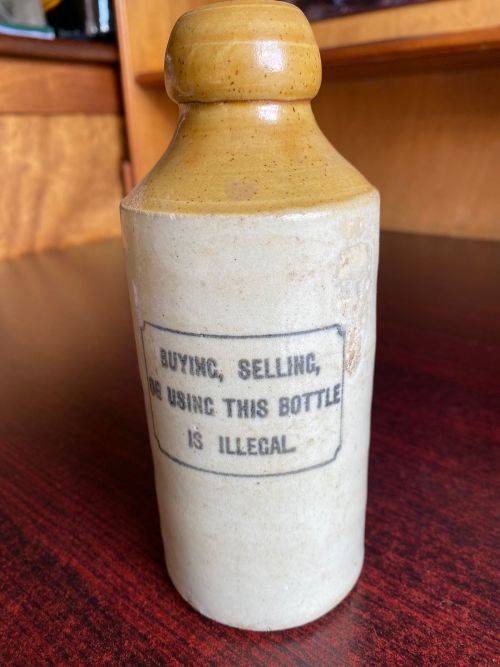 BUYING, SELLING,
OR USING THIS BOTTLE
IS ILLEGAL.